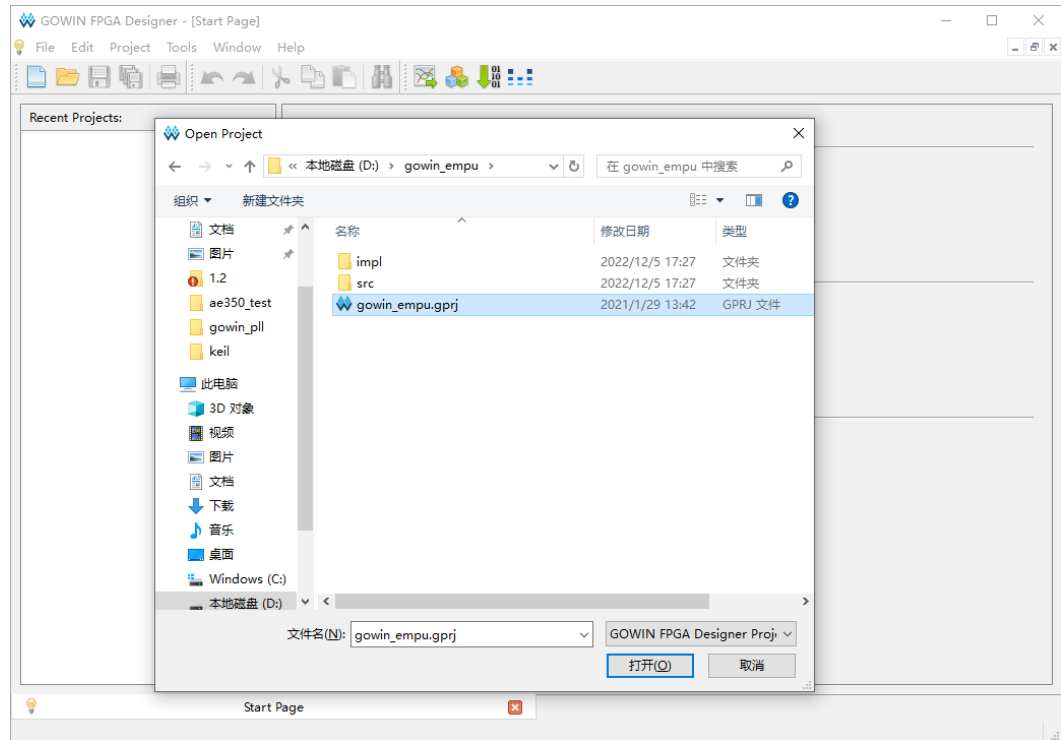 GOWIN FPGA Designer - [Start Page]
File Edit Project Tools Window Help
Recent Projects:
Open Project
« 本地磁盘 (D:) › gowin_empu ›
在 gowin_empu 中搜索
组织 新建文件夹
文档
图片
1.2
ae350_test
gowin_pll
keil
此电脑
3D 对象
视频
图片
文档
下载
音乐
桌面
Windows (C:)
本地磁盘 (D:)
名称 修改日期 类型
impl 2022/12/5 17:27 文件夹
src 2022/12/5 17:27 文件夹
gowin_empu.gprj 2021/1/29 13:42 GPRJ 文件
文件名(N): gowin_empu.gprj
GOWIN FPGA Designer Proj
打开(O) 取消
Start Page